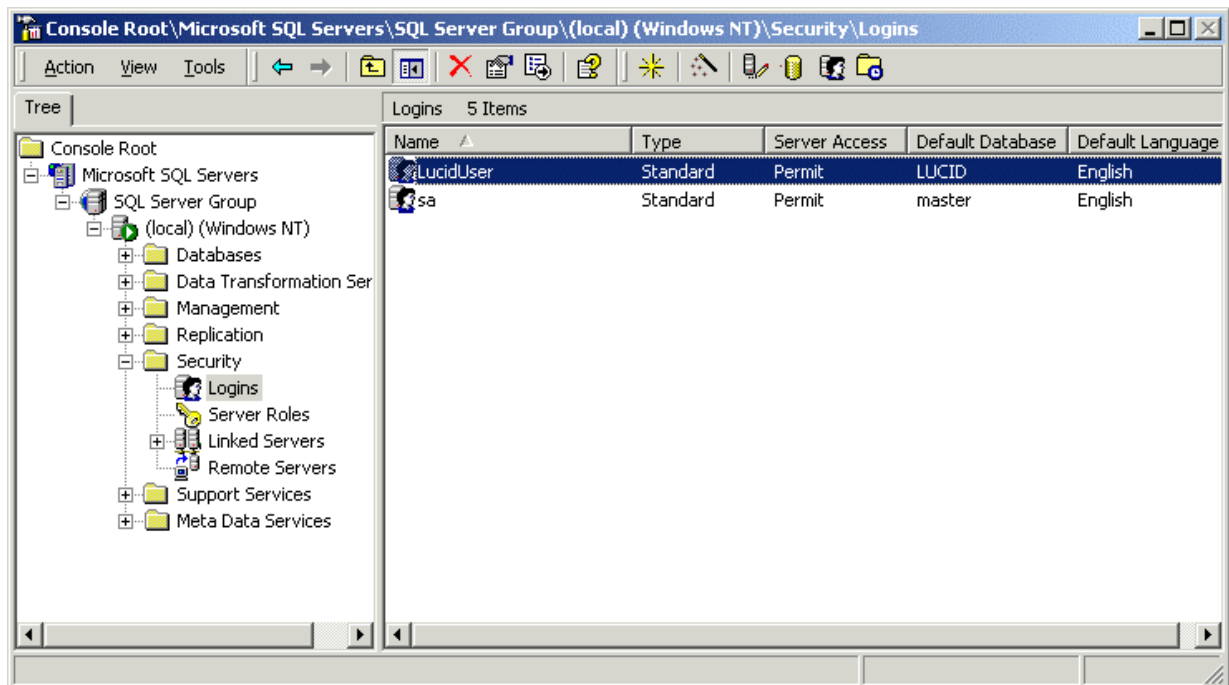 Console Root\Microsoft SQL Servers\SQL Server Group\(local) (Windows NT)\Security\Logins
Action View Tools
Tree
Logins 5 Items
Console Root
Microsoft SQL Servers
SQL Server Group
(local) (Windows NT)
Databases
Data Transformation Ser
Management
Replication
Security
Logins
Server Roles
Linked Servers
Remote Servers
Support Services
Meta Data Services
Name Type Server Access Default Database Default Language
LucidUser Standard Permit LUCID English
sa Standard Permit master English